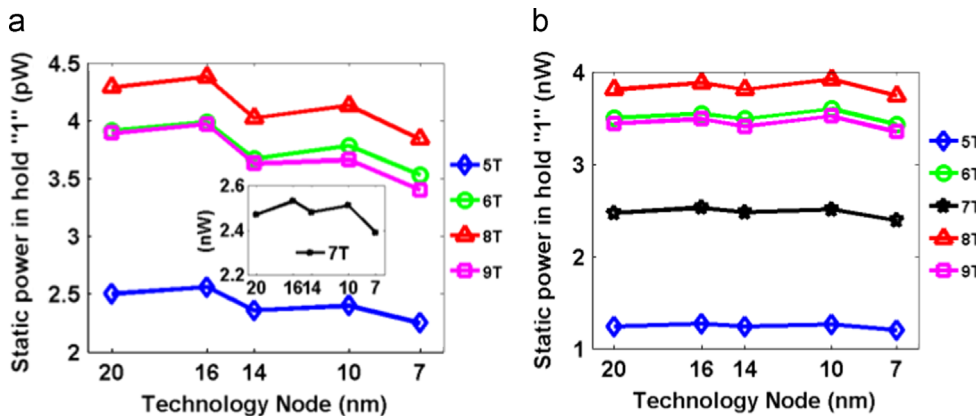 a
Static power in hold "1" (pW)
4.5
4
3.5
3
2.5
2
20
16
14
10
7
Technology Node (nm)
2.6
2.4
2.2
(nW)
7T
20
1614
10
7
5T
6T
8T
9T
b
Static power in hold "1" (nW)
4
3
2
1
20
16
14
10
7
Technology Node (nm)
5T
6T
7T
8T
9T